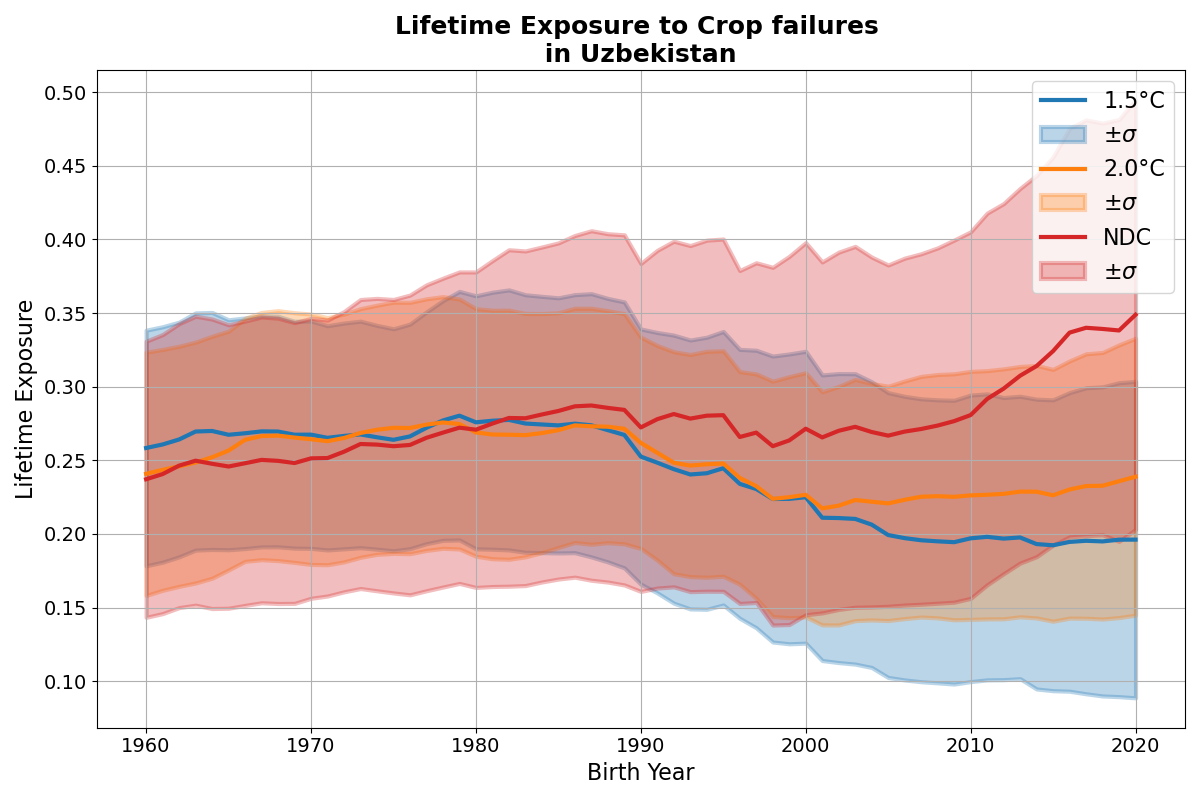 Lifetime Exposure to Crop failures
in Uzbekistan
Lifetime Exposure
0.50
0.45
0.40
0.35
0.30
0.25
0.20
0.15
0.10
1960
1970
1980
1990
2000
2010
2020
Birth Year
1.5°C
±σ
2.0°C
±σ
NDC
±σ